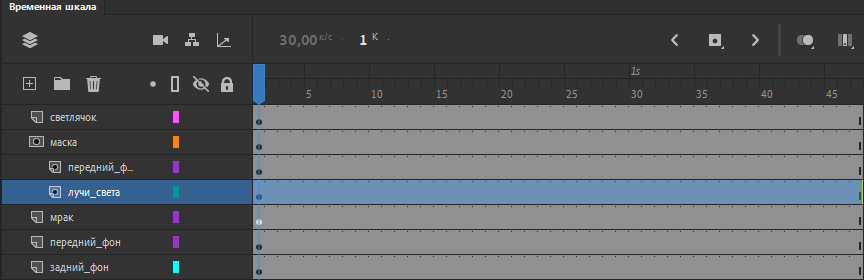 Временная шкала
30,00 к/с 1 К
1s
5 10 15 20 25 30 35 40 45
светлячок
маска
передний_ф...
лучи_света
мрак
передний_фон
задний_фон